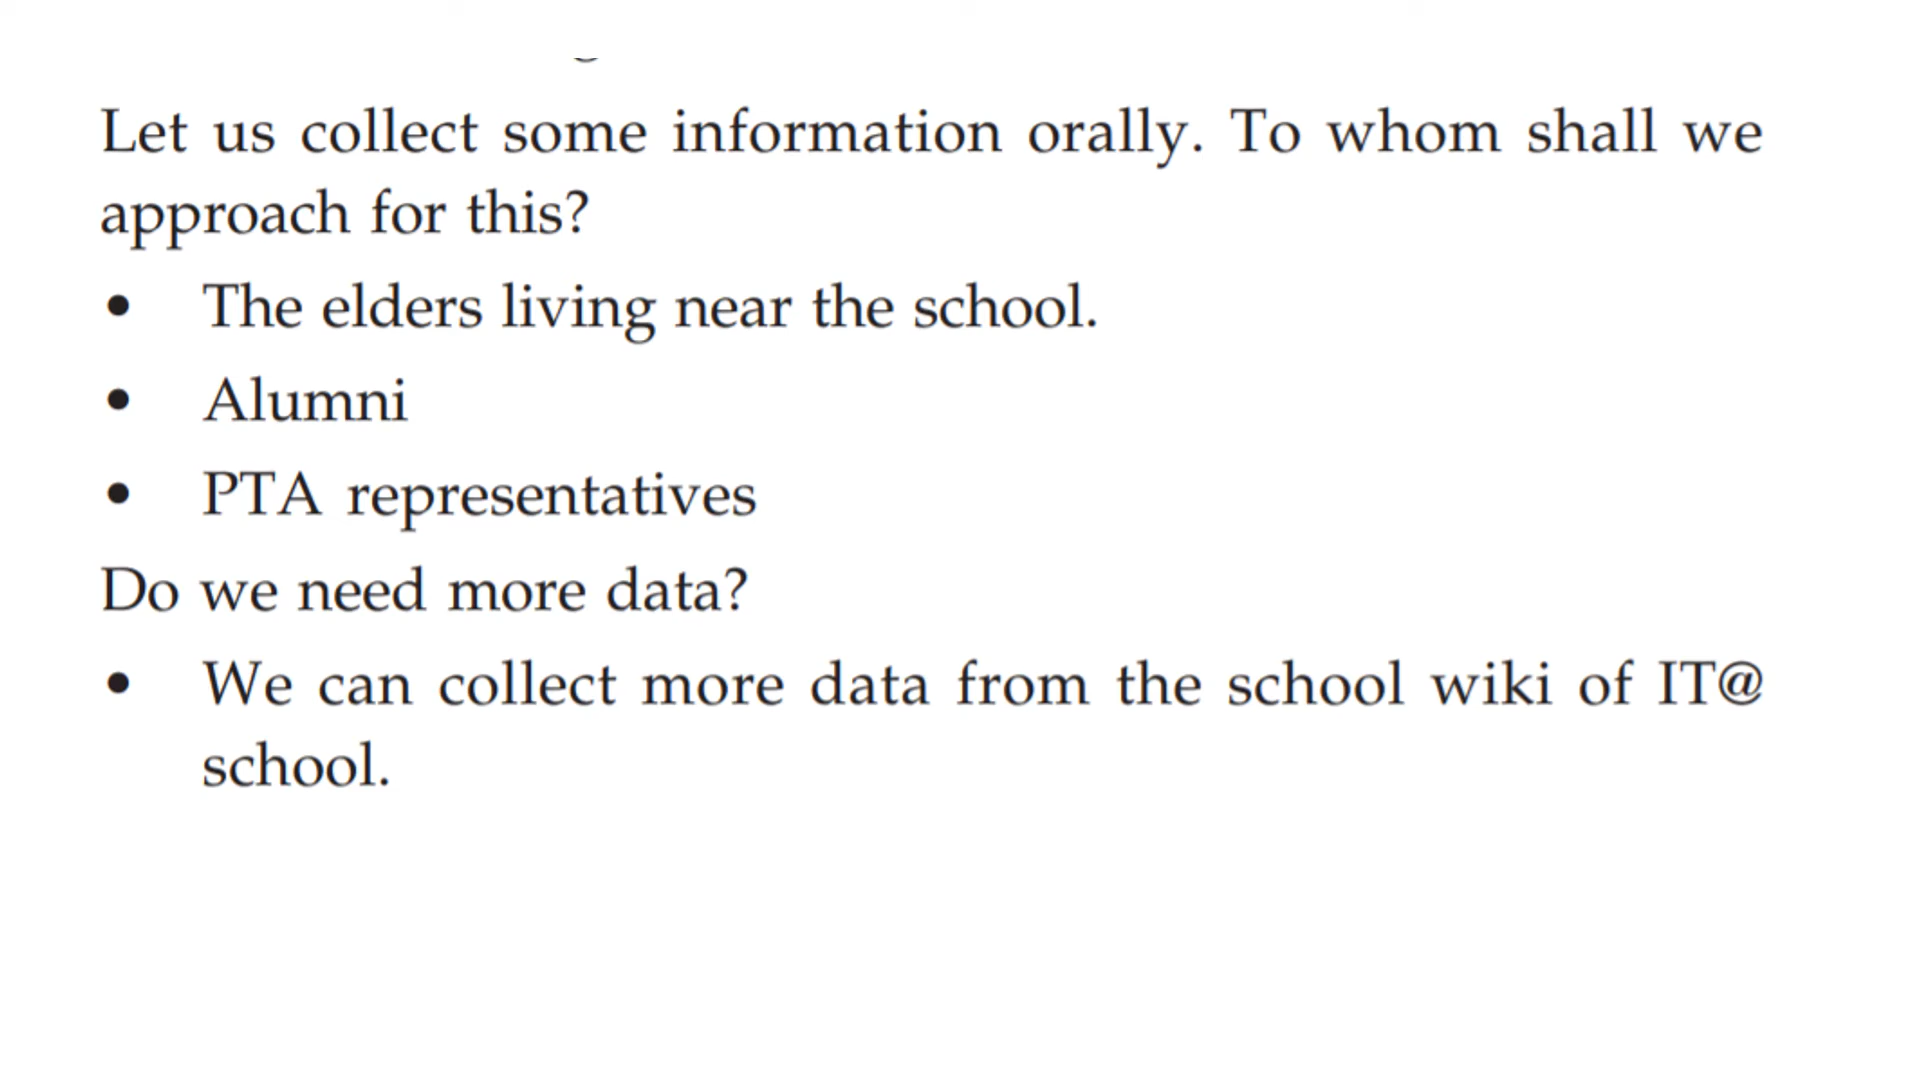 Let us collect some information orally. To whom shall we
approach for this?
• The elders living near the school.
• Alumni
• PTA representatives
Do we need more data?
• We can collect more data from the school wiki of IT@
school.